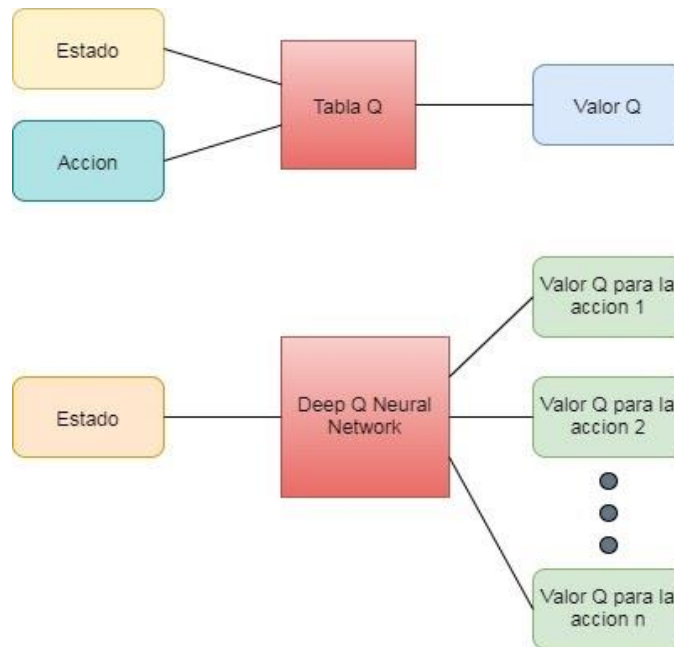 Estado
Tabla Q
Valor Q
Accion
Valor Q para la
accion 1
Estado
Deep Q Neural
Network
Valor Q para la
accion 2
Valor Q para la
accion n